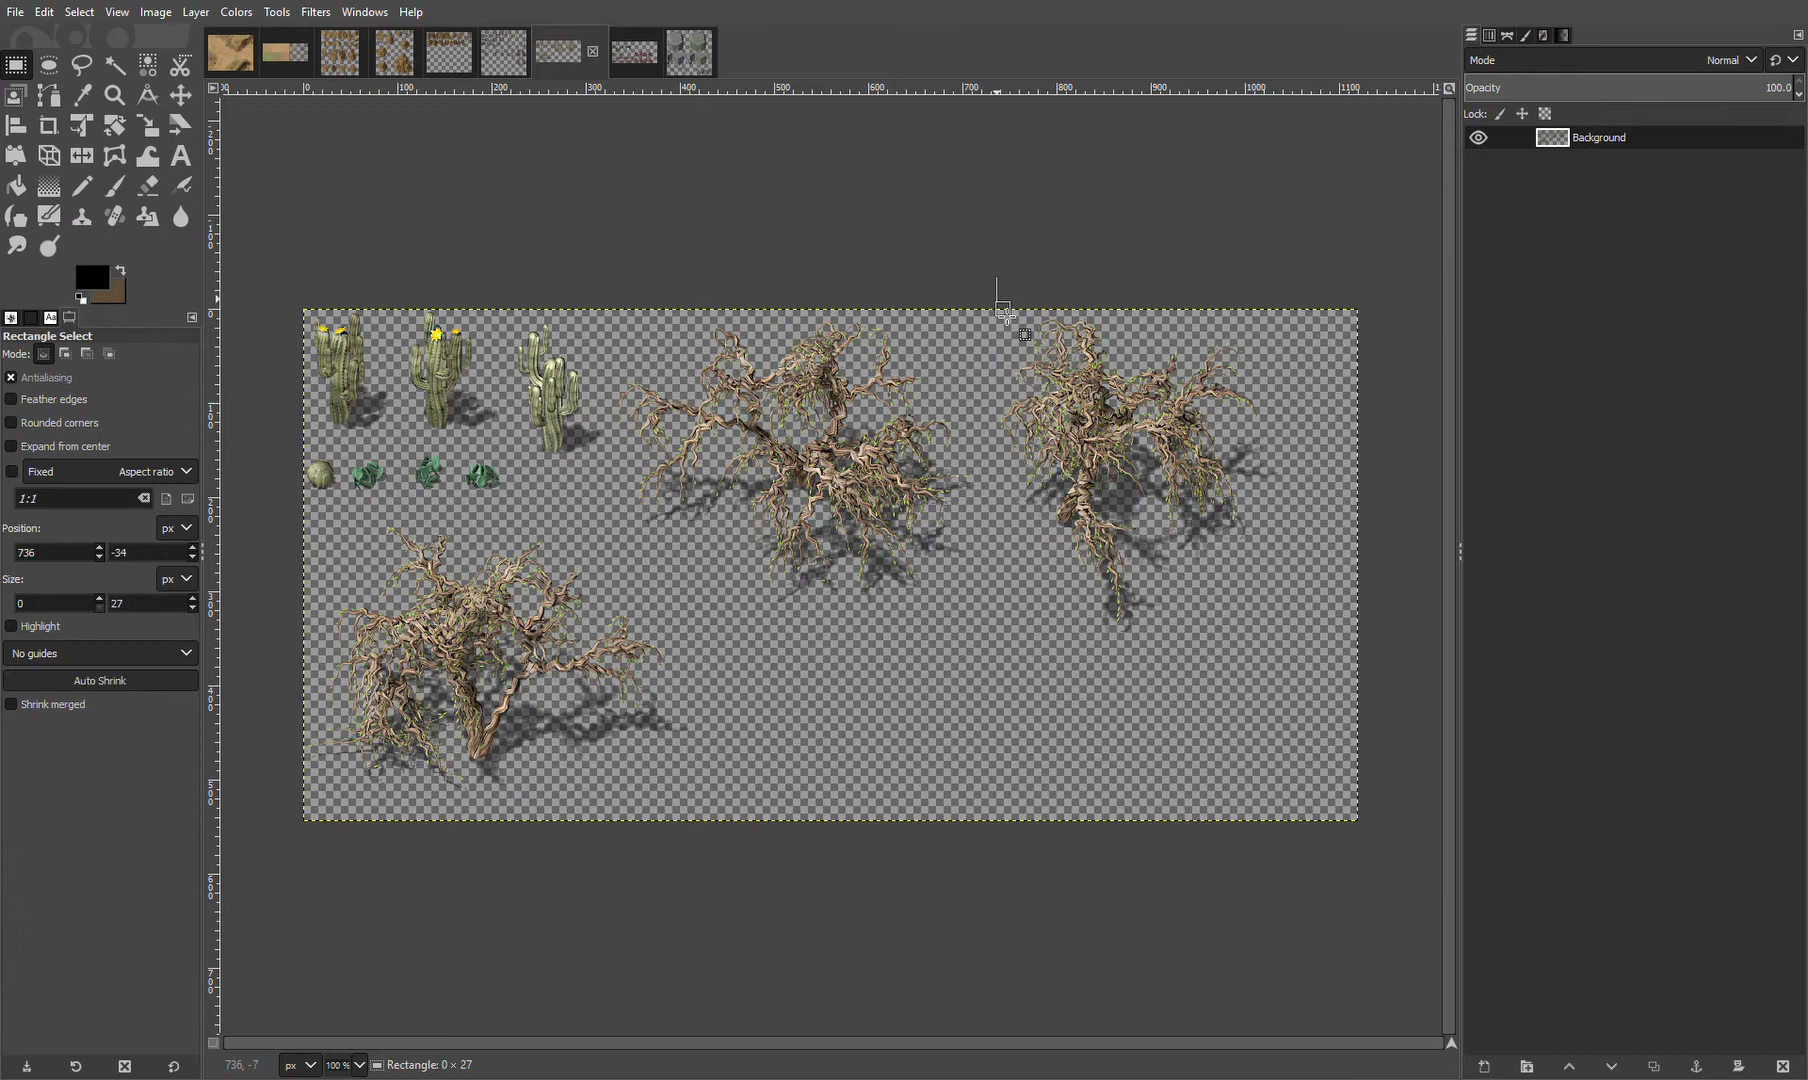 File Edit Select View Image Layer Colors Tools Filters Windows Help
Mode Normal
Opacity 100.0
Lock:
Background
0 100 200 300 400 500 600 700 800 900 1000 1100
Aa
Rectangle Select
Mode:
Antialiasing
Feather edges
Rounded corners
Expand from center
Fixed Aspect ratio
1:1
Position: px
736 -34
Size: px
0 27
Highlight
No guides
Auto Shrink
Shrink merged
736, -7 px 100 % Rectangle: 0 × 27